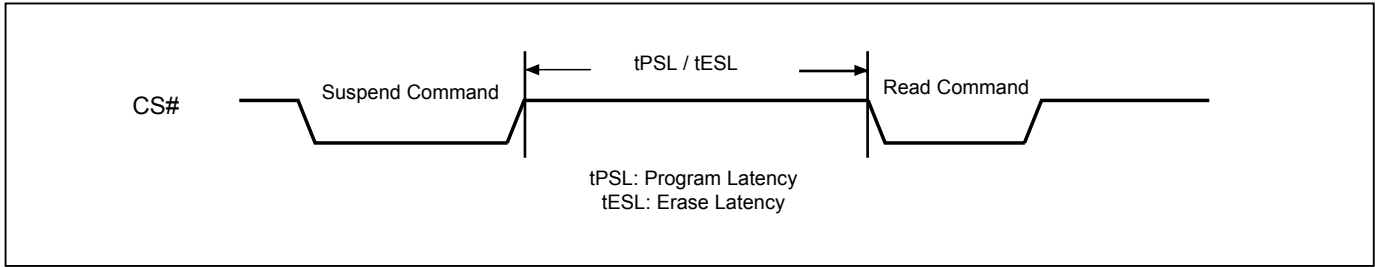 tPSL / tESL
Suspend Command
Read Command
CS#
tPSL: Program Latency
tESL: Erase Latency